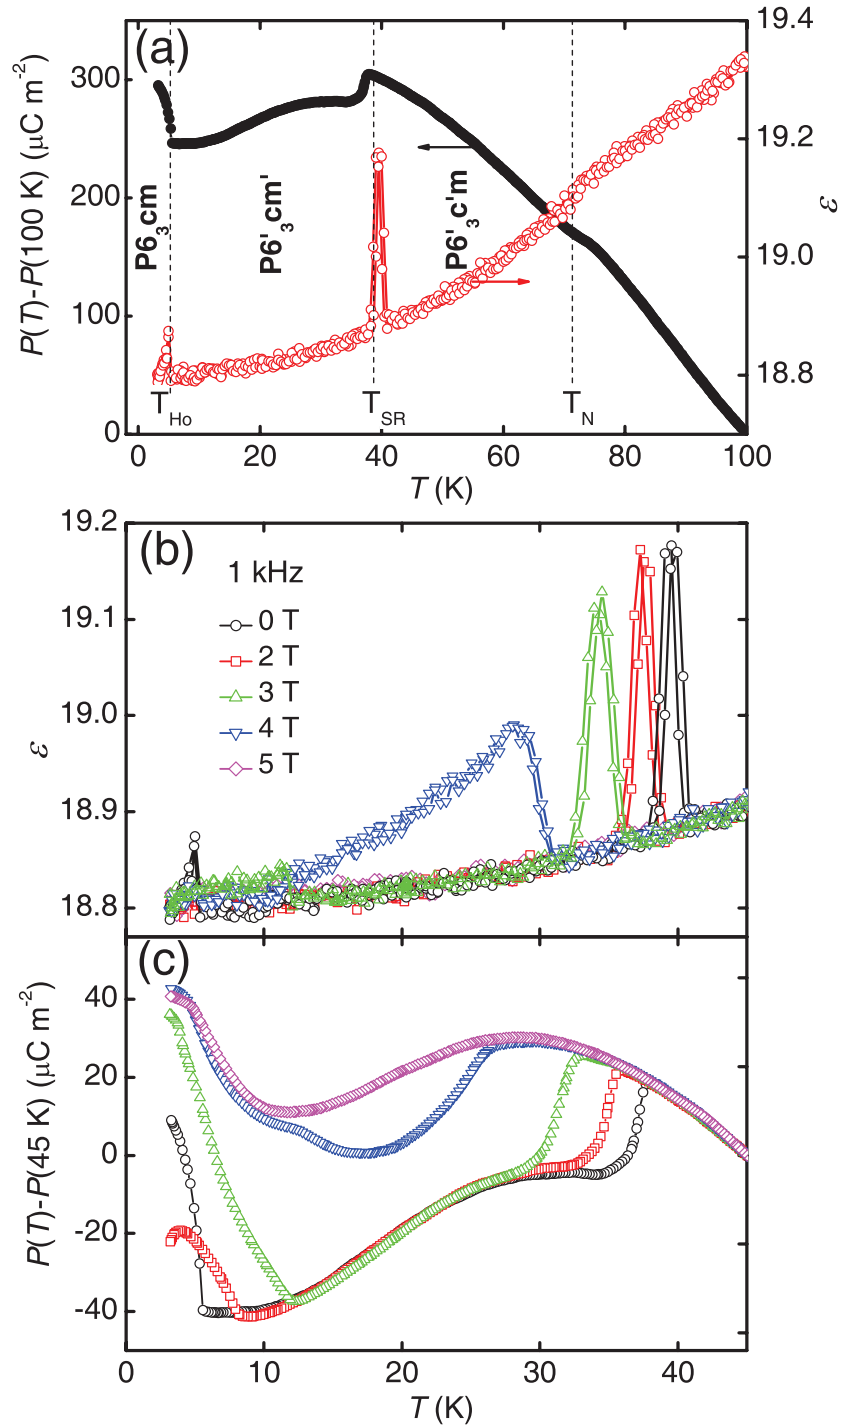 (a)
19.4
300
19.2
P(T)-P(100 K) (μC m⁻²)
200
P6₃cm
P6'₃cm'
P6'₃c'm
ε
19.0
100
18.8
T_Ho
T_SR
T_N
0
0 20 40 60 80 100
T (K)
19.2
(b)
1 kHz
19.1
0 T
2 T
3 T
19.0
4 T
ε
5 T
18.9
18.8
(c)
40
20
P(T)-P(45 K) (μC m⁻²)
0
-20
-40
0 10 20 30 40
T (K)